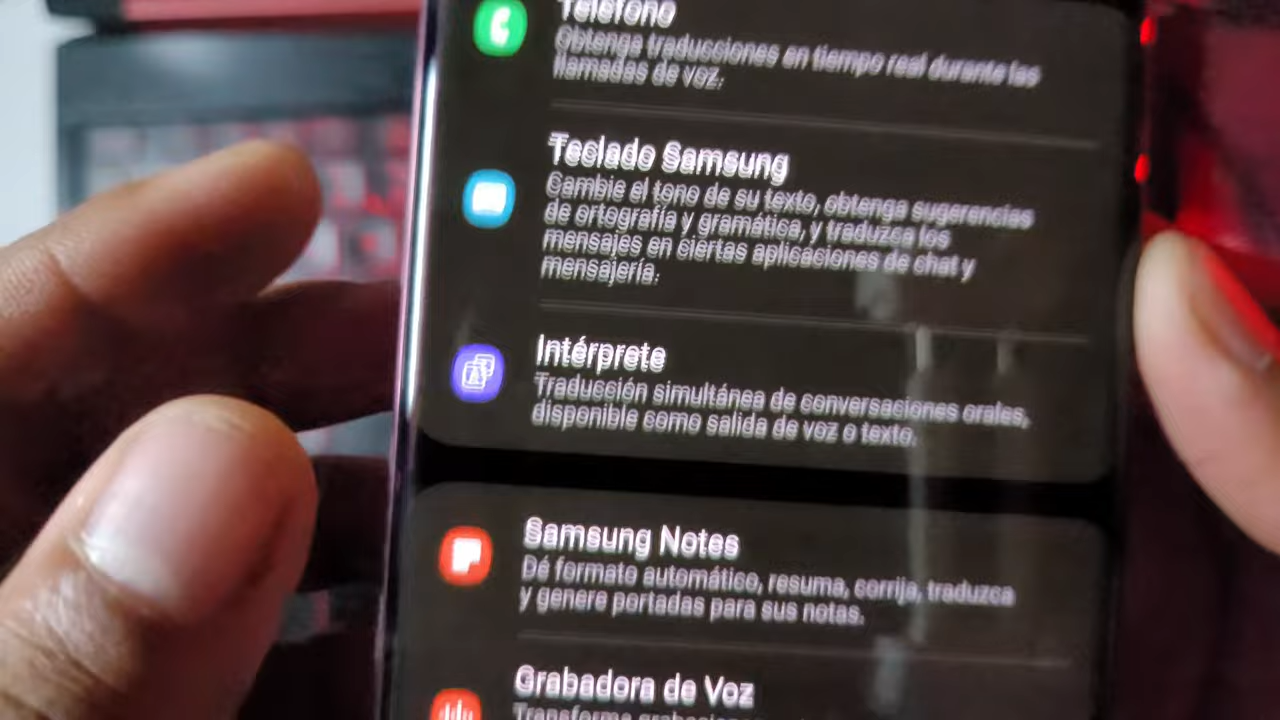 Teléfono
Obtenga traducciones en tiempo real durante las
llamadas de voz.
Teclado Samsung
Cambie el tono de su texto, obtenga sugerencias
de ortografía y gramática, y traduzca los
mensajes en ciertas aplicaciones de chat y
mensajería.
Intérprete
Traducción simultánea de conversaciones orales,
disponible como salida de voz o texto.
Samsung Notes
Dé formato automático, resuma, corrija, traduzca
y genere portadas para sus notas.
Grabadora de Voz
Transforma